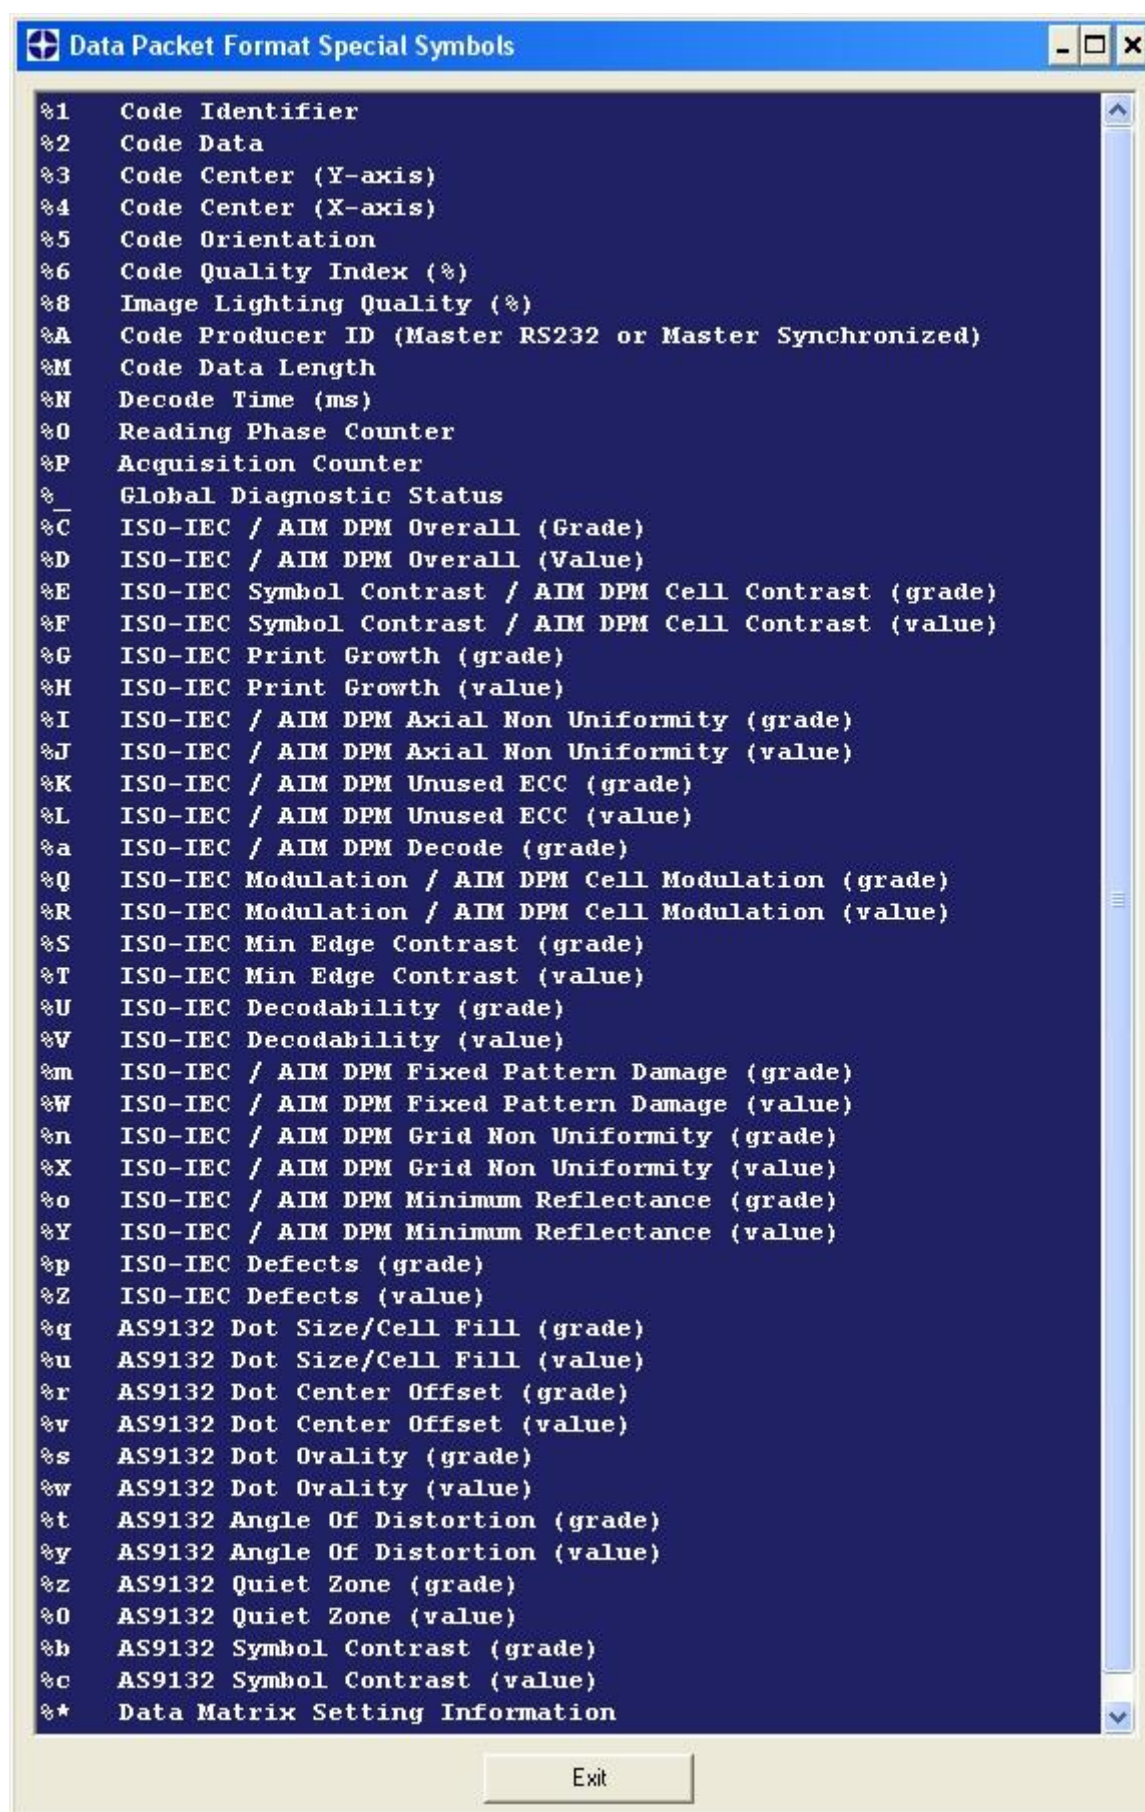 Data Packet Format Special Symbols
%1 Code Identifier
%2 Code Data
%3 Code Center (Y-axis)
%4 Code Center (X-axis)
%5 Code Orientation
%6 Code Quality Index (%)
%8 Image Lighting Quality (%)
%A Code Producer ID (Master RS232 or Master Synchronized)
%M Code Data Length
%N Decode Time (ms)
%O Reading Phase Counter
%P Acquisition Counter
%_ Global Diagnostic Status
%C ISO-IEC / AIM DPM Overall (Grade)
%D ISO-IEC / AIM DPM Overall (Value)
%E ISO-IEC Symbol Contrast / AIM DPM Cell Contrast (grade)
%F ISO-IEC Symbol Contrast / AIM DPM Cell Contrast (value)
%G ISO-IEC Print Growth (grade)
%H ISO-IEC Print Growth (value)
%I ISO-IEC / AIM DPM Axial Non Uniformity (grade)
%J ISO-IEC / AIM DPM Axial Non Uniformity (value)
%K ISO-IEC / AIM DPM Unused ECC (grade)
%L ISO-IEC / AIM DPM Unused ECC (value)
%a ISO-IEC / AIM DPM Decode (grade)
%Q ISO-IEC Modulation / AIM DPM Cell Modulation (grade)
%R ISO-IEC Modulation / AIM DPM Cell Modulation (value)
%S ISO-IEC Min Edge Contrast (grade)
%T ISO-IEC Min Edge Contrast (value)
%U ISO-IEC Decodability (grade)
%V ISO-IEC Decodability (value)
%m ISO-IEC / AIM DPM Fixed Pattern Damage (grade)
%W ISO-IEC / AIM DPM Fixed Pattern Damage (value)
%n ISO-IEC / AIM DPM Grid Non Uniformity (grade)
%X ISO-IEC / AIM DPM Grid Non Uniformity (value)
%o ISO-IEC / AIM DPM Minimum Reflectance (grade)
%Y ISO-IEC / AIM DPM Minimum Reflectance (value)
%p ISO-IEC Defects (grade)
%Z ISO-IEC Defects (value)
%q AS9132 Dot Size/Cell Fill (grade)
%u AS9132 Dot Size/Cell Fill (value)
%r AS9132 Dot Center Offset (grade)
%v AS9132 Dot Center Offset (value)
%s AS9132 Dot Ovality (grade)
%w AS9132 Dot Ovality (value)
%t AS9132 Angle Of Distortion (grade)
%y AS9132 Angle Of Distortion (value)
%z AS9132 Quiet Zone (grade)
%0 AS9132 Quiet Zone (value)
%b AS9132 Symbol Contrast (grade)
%c AS9132 Symbol Contrast (value)
%* Data Matrix Setting Information
Exit